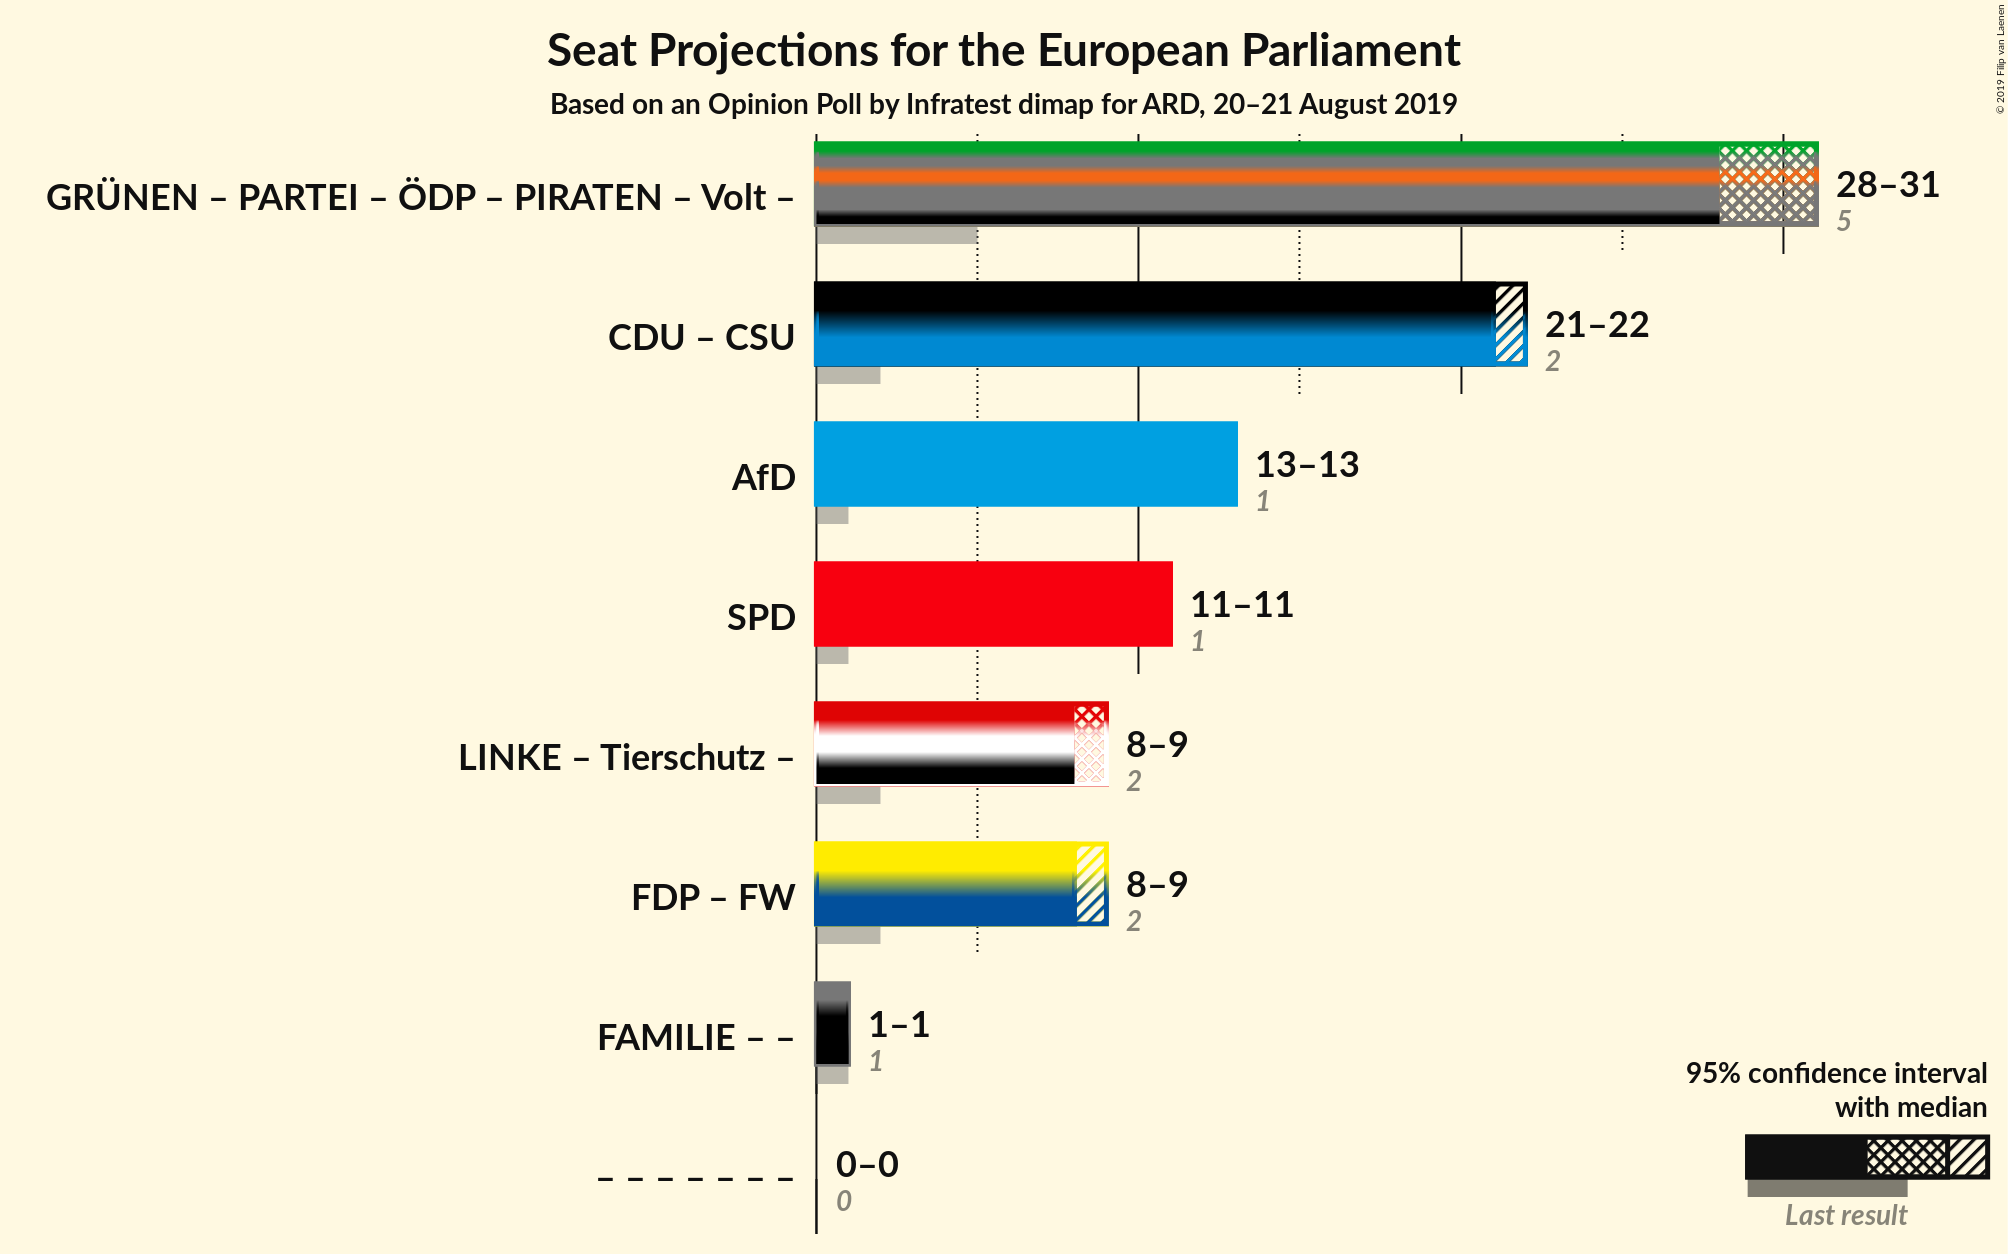 Seat Projections for the European Parliament
Based on an Opinion Poll by Infratest dimap for ARD, 20–21 August 2019
© 2019 Filip van Laenen
GRÜNEN – PARTEI – ÖDP – PIRATEN – Volt –
28–31
5
CDU – CSU
21–22
2
AfD
13–13
1
SPD
11–11
1
LINKE – Tierschutz –
8–9
2
FDP – FW
8–9
2
FAMILIE – –
1–1
1
– – – – – – –
0–0
0
95% confidence interval
with median
Last result